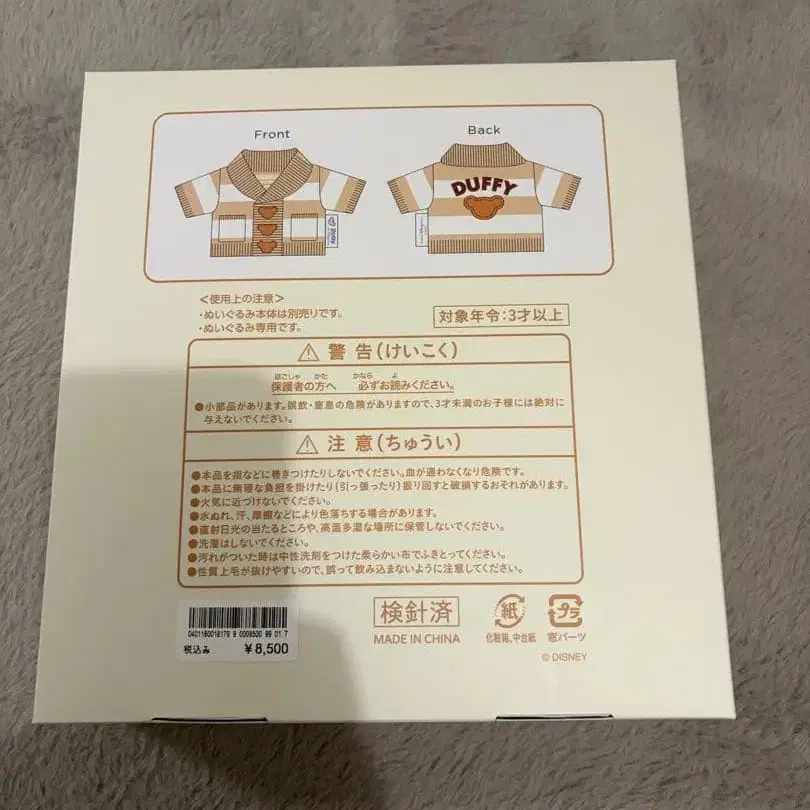 Front
Back
DUFFY
<使用上の注意>
・ぬいぐるみ本体は別売りです。
・ぬいぐるみ専用です。
対象年令:3才以上
警告(けいこく)
ほごしゃ かた かなら よ
保護者の方へ 必ずお読みください。
●小部品があります。誤飲・窒息の危険がありますので、3才未満のお子様には絶対に
与えないでください。
注意(ちゅうい)
●本品を指などに巻きつけたりしないでください。血が通わなくなり危険です。
●本品に無理な負担を掛けたり(引っ張ったり)振り回すと破損するおそれがあります。
●火気に近づけないでください。
●水ぬれ、汗、摩擦などにより色落ちする場合があります。
●直射日光の当たるところや、高温多湿な場所に保管しないでください。
●洗濯はしないでください。
●汚れがついた時は中性洗剤をつけた柔らかい布でふきとってください。
●性質上毛が抜けやすいので、誤って飲み込まないように注意してください。
0401160018179 9 0008500 99 01 7
税込み ¥8,500
検針済
MADE IN CHINA
紙
化粧箱、中台紙
プラ
窓パーツ
© DISNEY